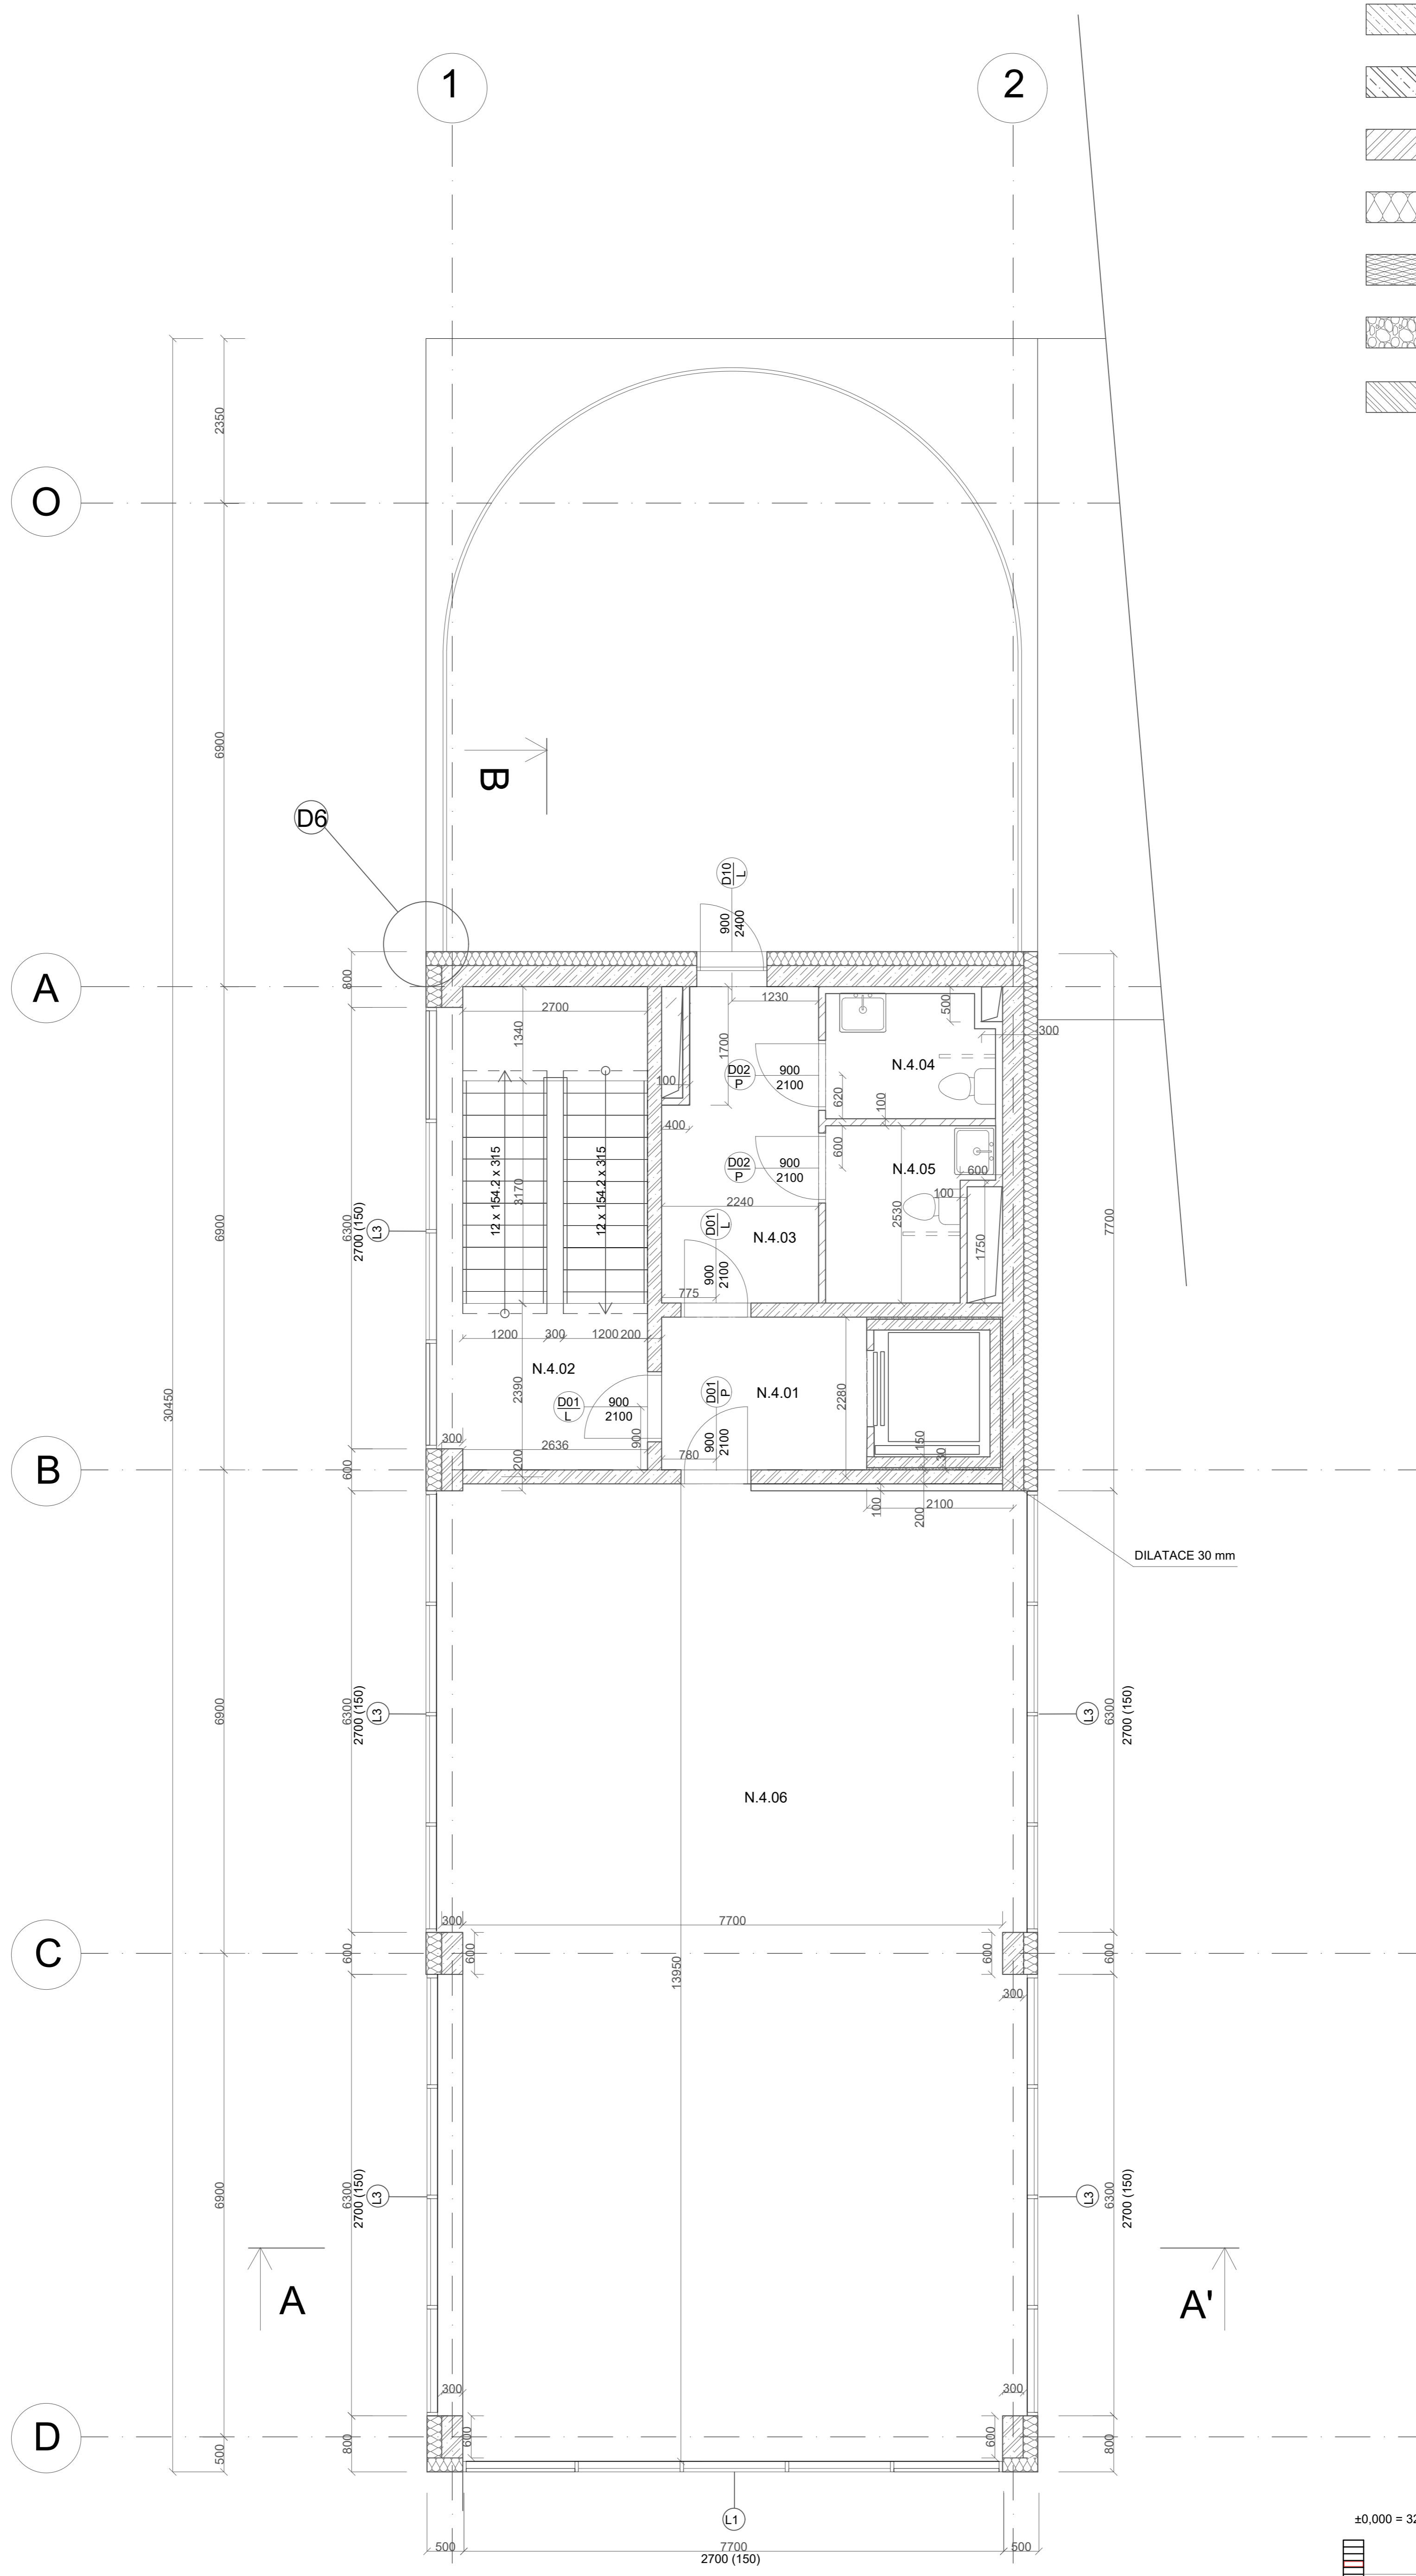 1
2
2350
O
6900
B
D6
D10
L
900
2400
A
800
2700
1230
500
300
1340
1700
N.4.04
D02
P
900
2100
100
620
100
400
600
12 x 154.2 x 315
3170
12 x 154.2 x 315
D02
P
900
2100
N.4.05
600
100
2240
2530
6900
6300
2700 (150)
L3
D01
L
N.4.03
1750
7700
900
2100
775
1200
300
1200
200
N.4.02
2390
D01
L
900
2100
D01
P
N.4.01
2280
30450
300
2636
900
780
900
2100
150
30
B
600
200
100
200
2100
DILATACE 30 mm
6900
6300
2700 (150)
L3
L3
6300
2700 (150)
N.4.06
300
7700
C
600
600
13950
600
600
300
6900
6300
2700 (150)
L3
L3
6300
2700 (150)
A
A'
300
300
D
500
800
600
600
800
L1
±0,000 = 32
500
7700
500
2700 (150)